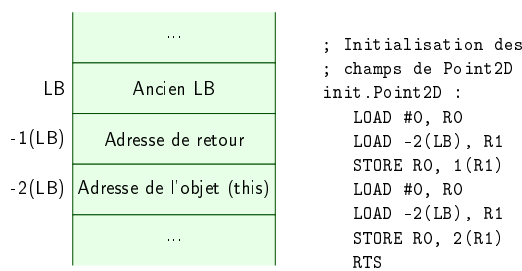 ...
LB Ancien LB
-1(LB) Adresse de retour
-2(LB) Adresse de l'objet (this)
...
; Initialisation des
; champs de Point2D
init.Point2D :
LOAD #0, R0
LOAD -2(LB), R1
STORE R0, 1(R1)
LOAD #0, R0
LOAD -2(LB), R1
STORE R0, 2(R1)
RTS